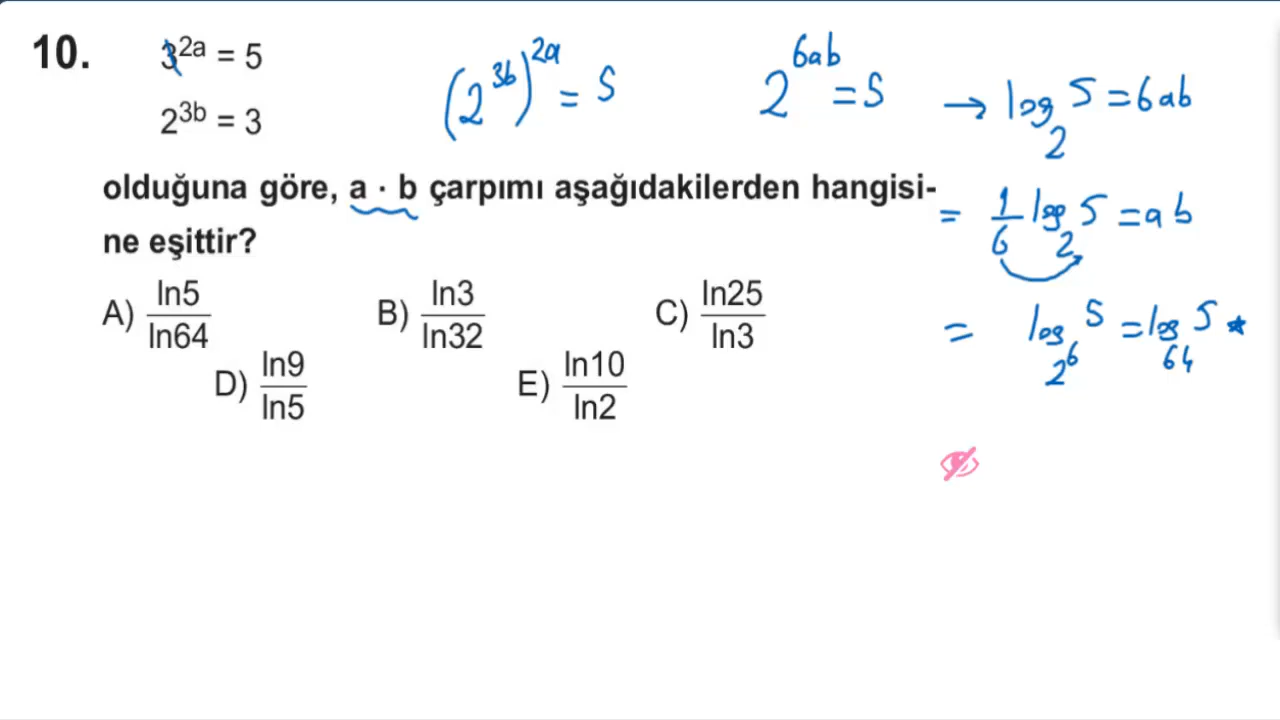 10. 3^2a = 5
2^3b = 3
olduğuna göre, a · b çarpımı aşağıdakilerden hangisi-
ne eşittir?
A) ln5/ln64 B) ln3/ln32 C) ln25/ln3
D) ln9/ln5 E) ln10/ln2
(2^3b)^2a = 5
2^6ab = 5
→ log_2 5 = 6ab
= 1/6 log_2 5 = ab
= log_2^6 5 = log_64 5 *